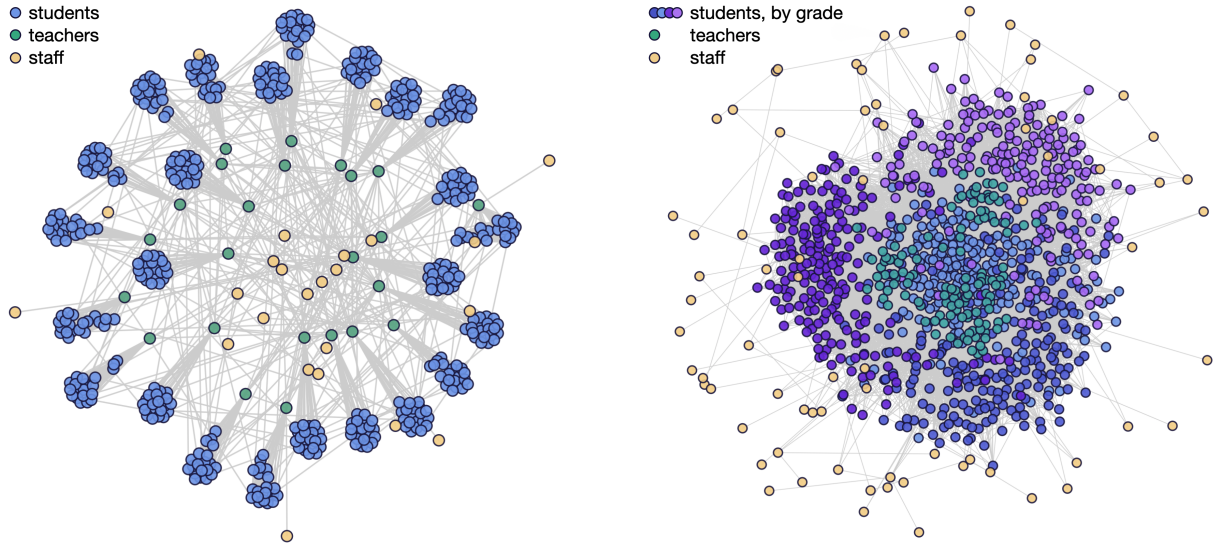 students
teachers
staff
students, by grade
teachers
staff